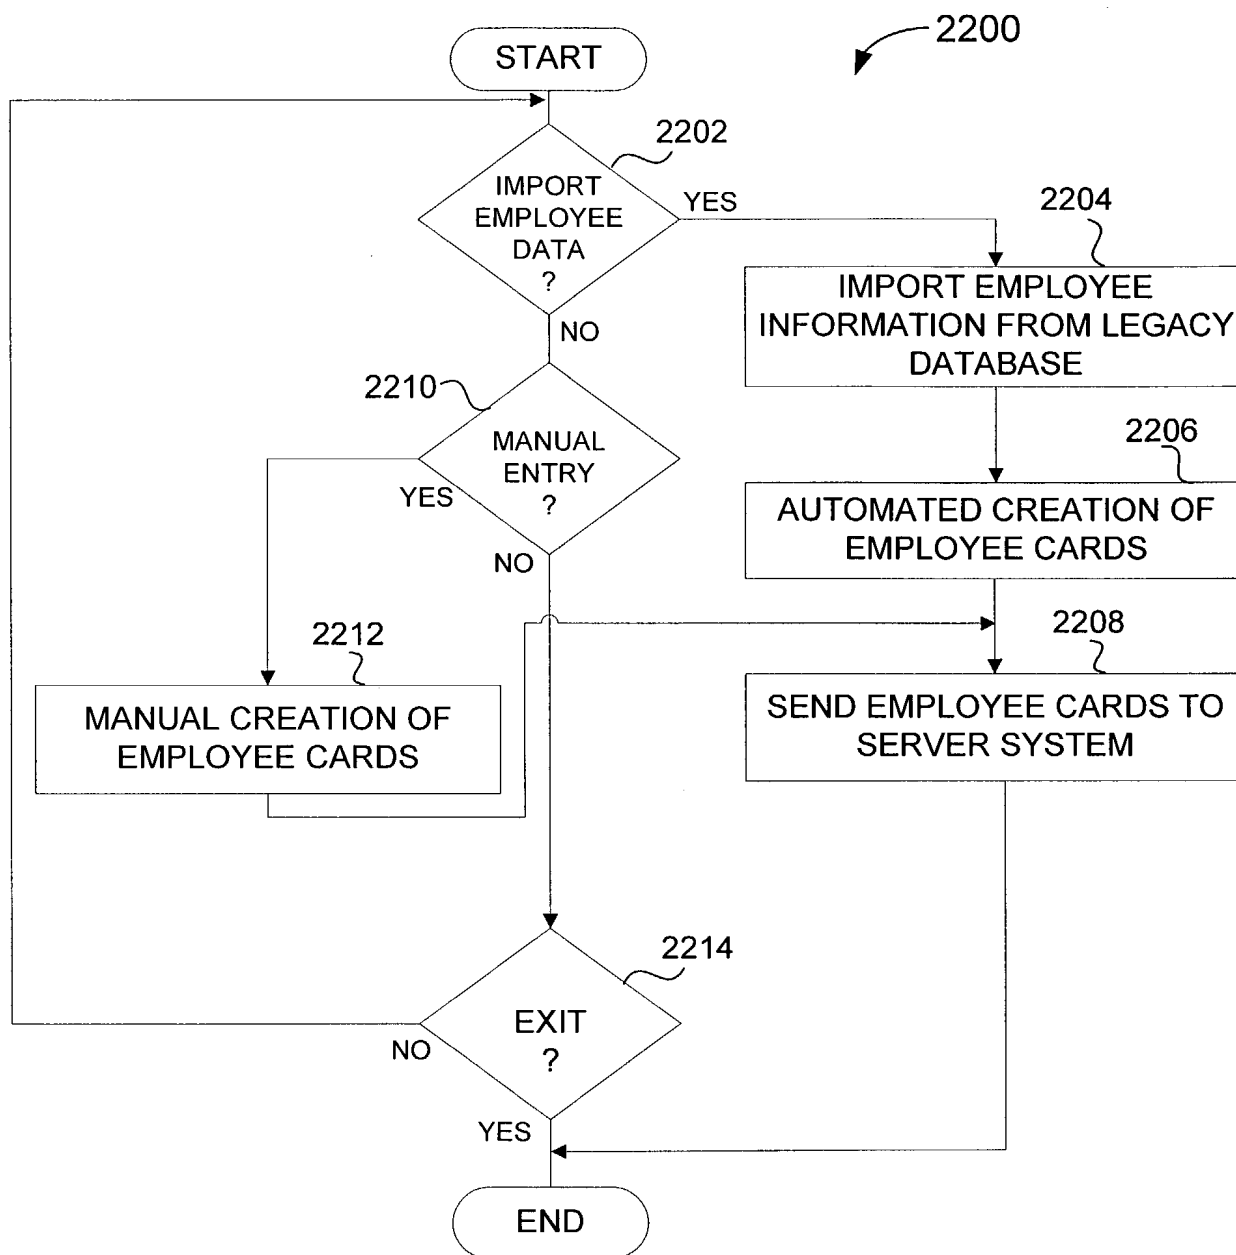 2200
START
2202
IMPORT
EMPLOYEE
DATA
?
YES
NO
2204
IMPORT EMPLOYEE
INFORMATION FROM LEGACY
DATABASE
2210
MANUAL
ENTRY
?
YES
NO
2206
AUTOMATED CREATION OF
EMPLOYEE CARDS
2212
MANUAL CREATION OF
EMPLOYEE CARDS
2208
SEND EMPLOYEE CARDS TO
SERVER SYSTEM
2214
EXIT
?
NO
YES
END